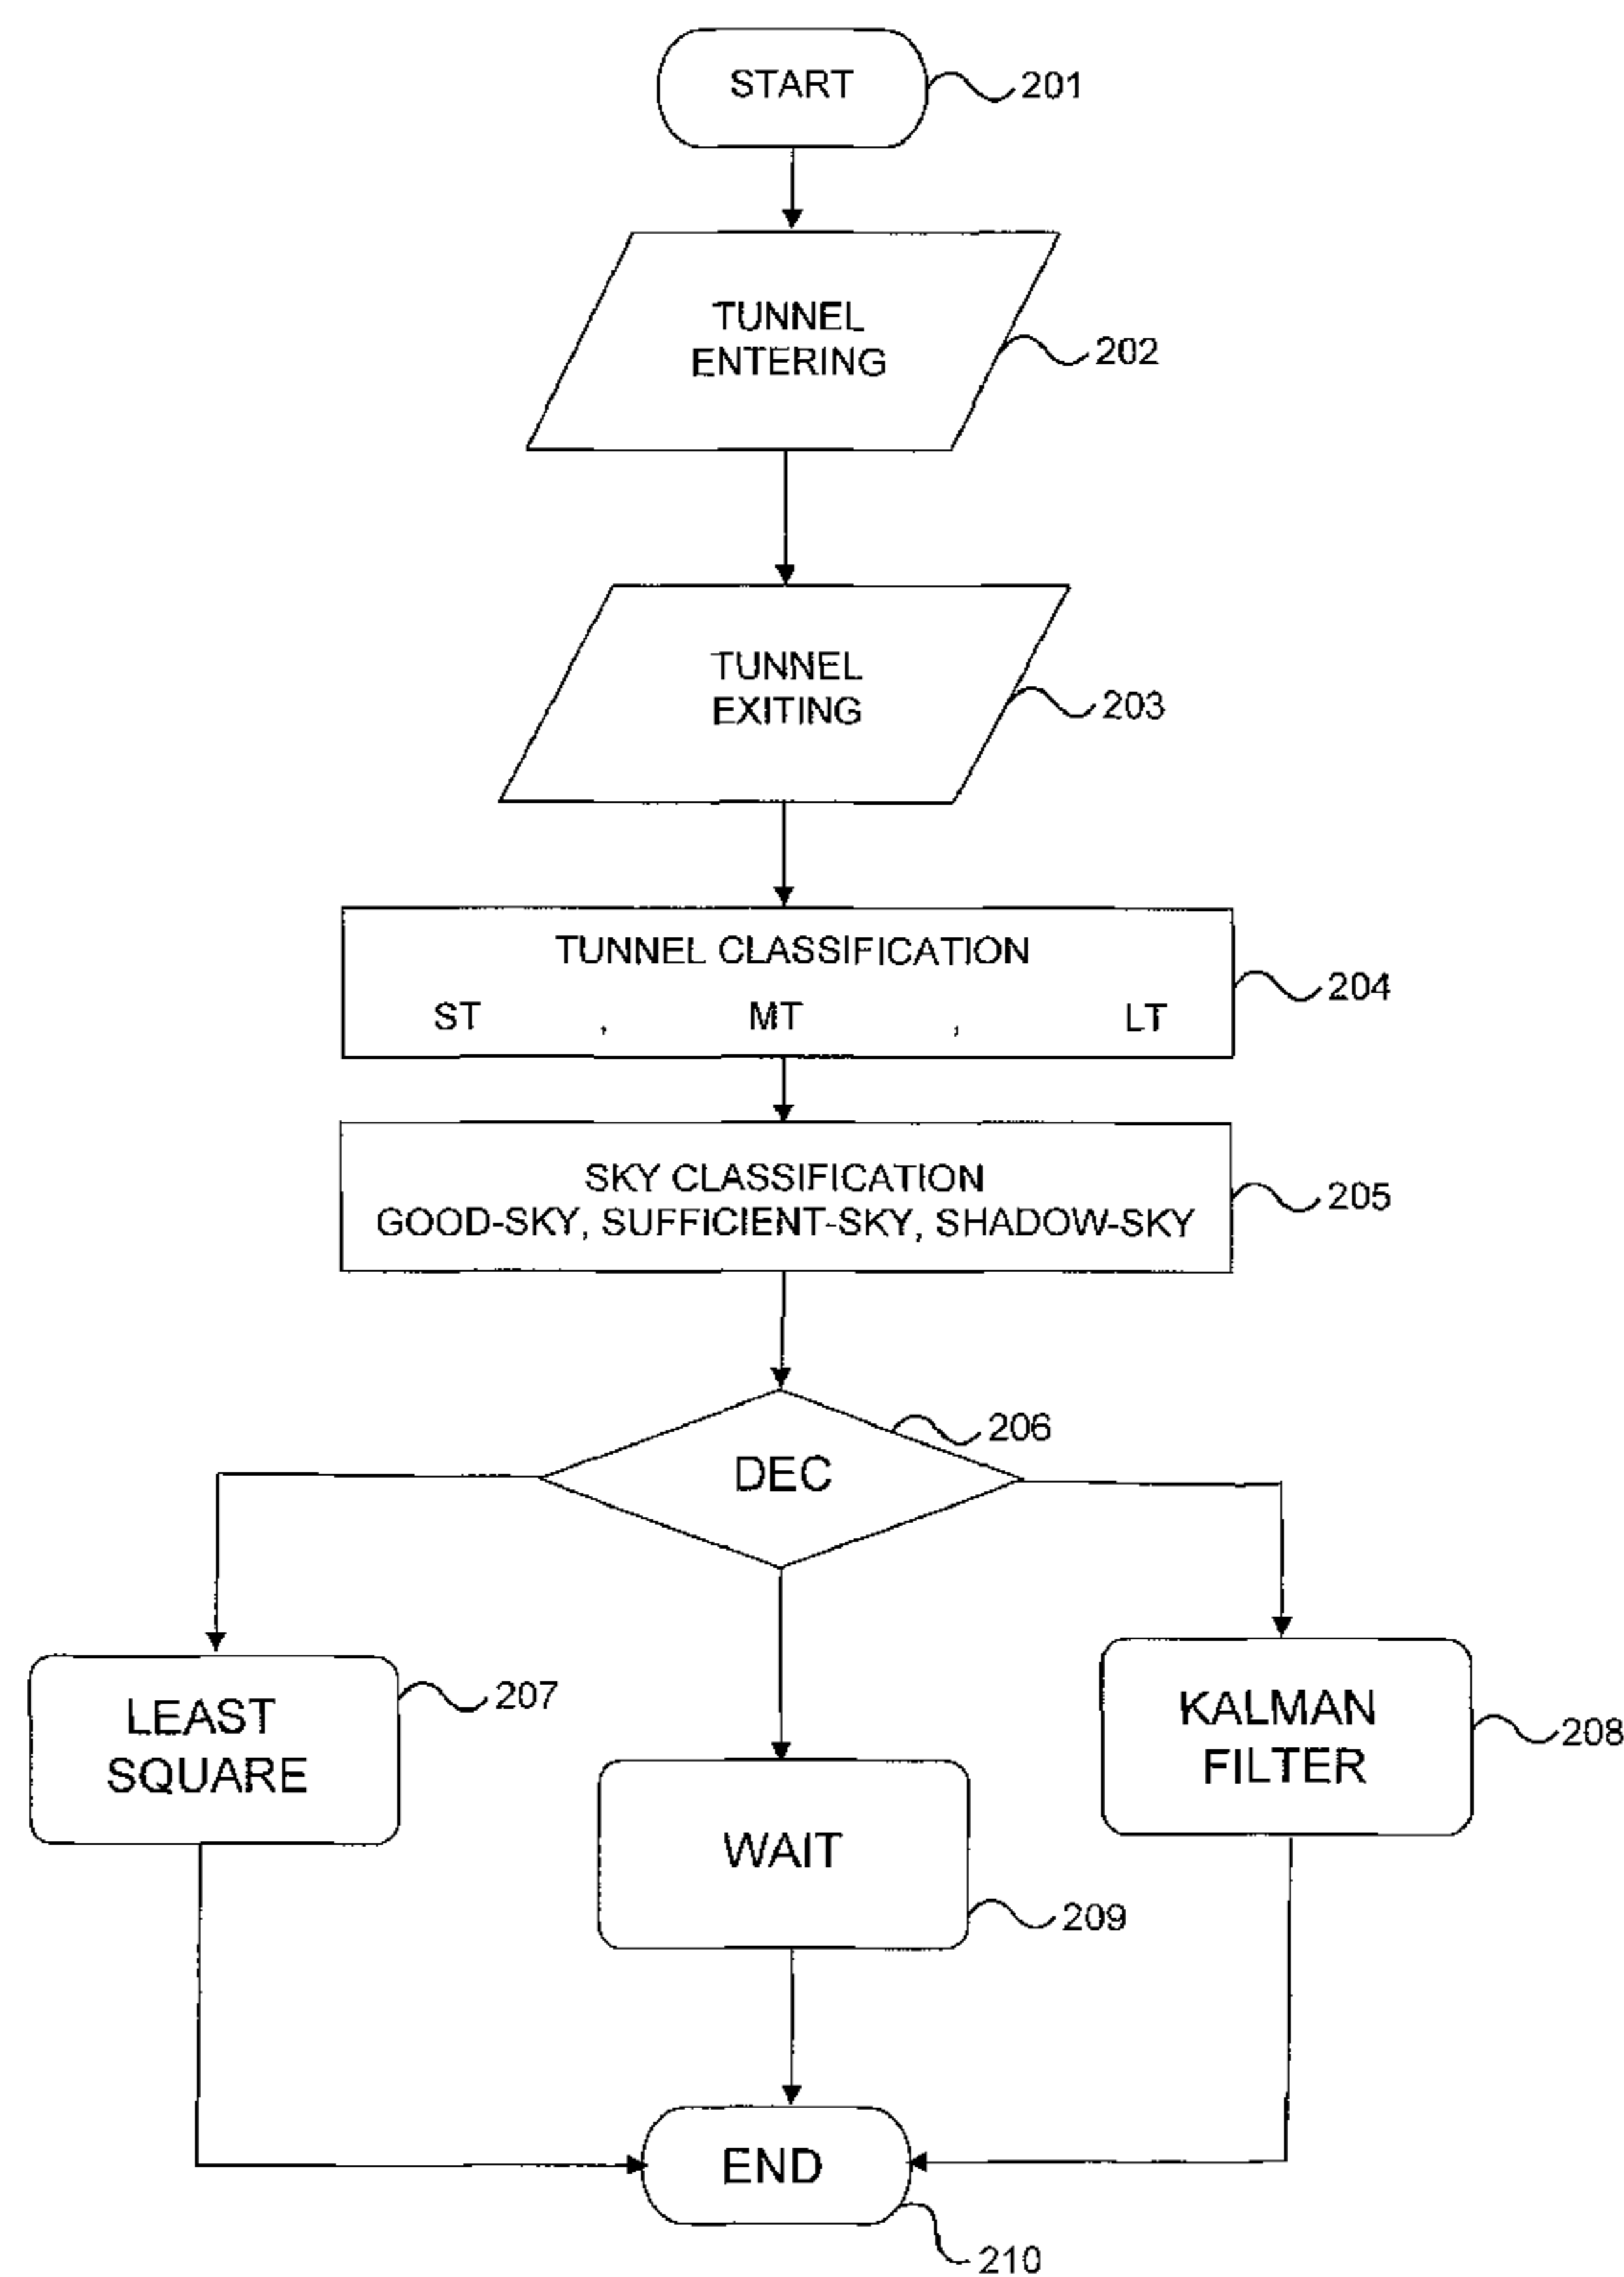 START
201
TUNNEL
ENTERING
202
TUNNEL
EXITING
203
TUNNEL CLASSIFICATION
ST , MT , LT
204
SKY CLASSIFICATION
GOOD-SKY, SUFFICIENT-SKY, SHADOW-SKY
205
DEC
206
LEAST
SQUARE
207
WAIT
209
KALMAN
FILTER
208
END
210